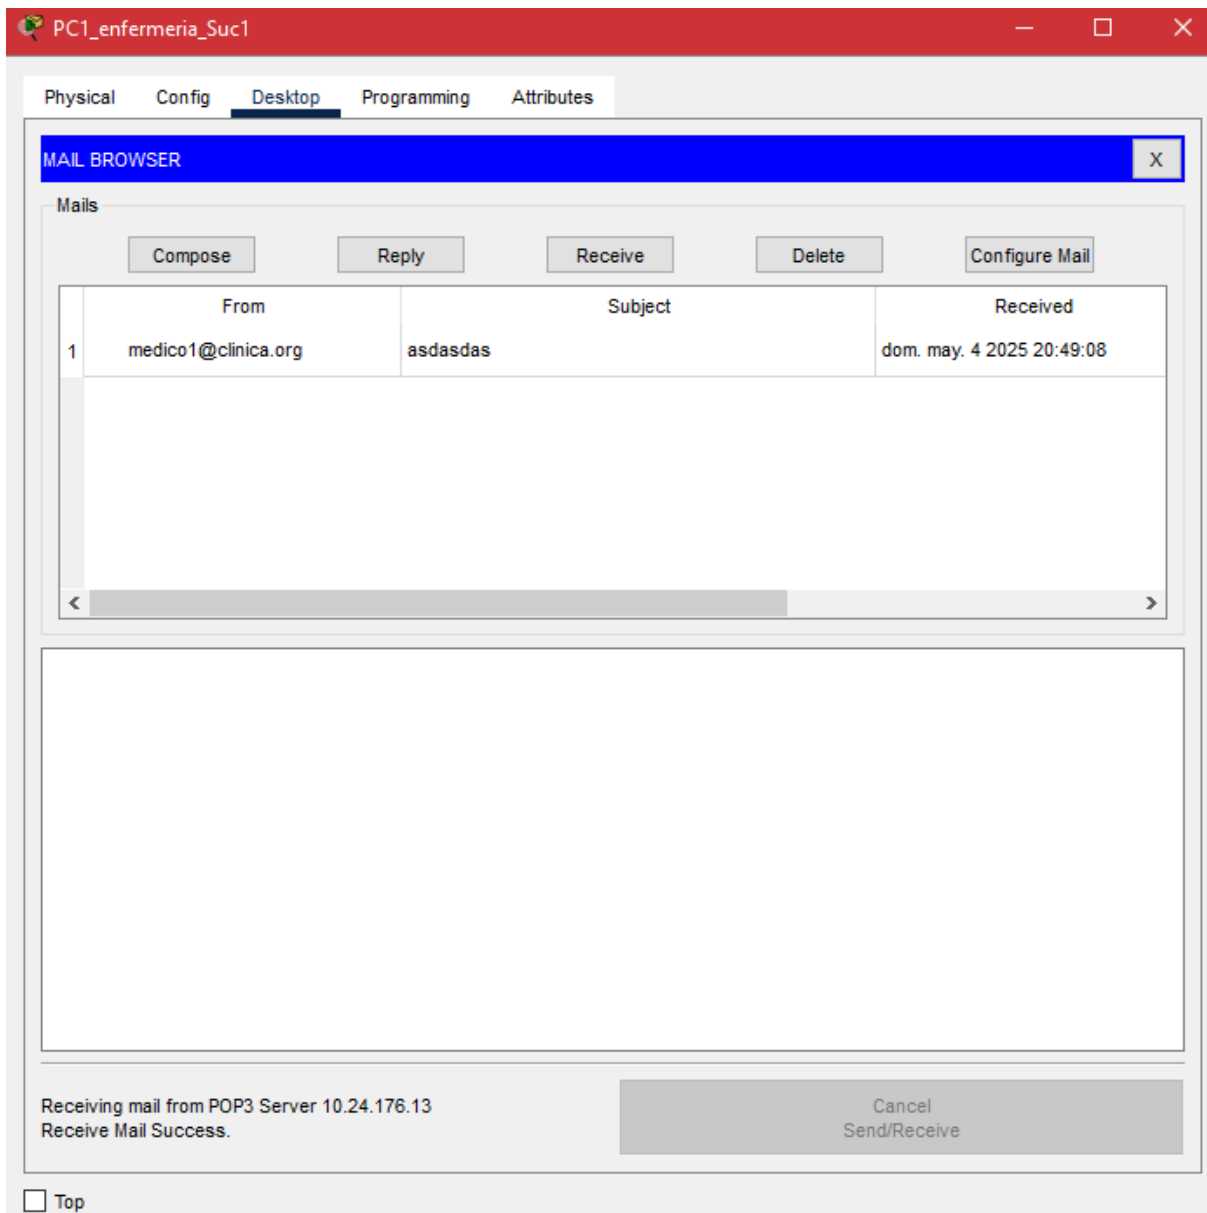 PC1_enfermeria_Suc1
Physical Config Desktop Programming Attributes
MAIL BROWSER X
Mails
Compose Reply Receive Delete Configure Mail
From Subject Received
1 medico1@clinica.org asdasdas dom. may. 4 2025 20:49:08
Receiving mail from POP3 Server 10.24.176.13
Receive Mail Success.
Cancel
Send/Receive
Top